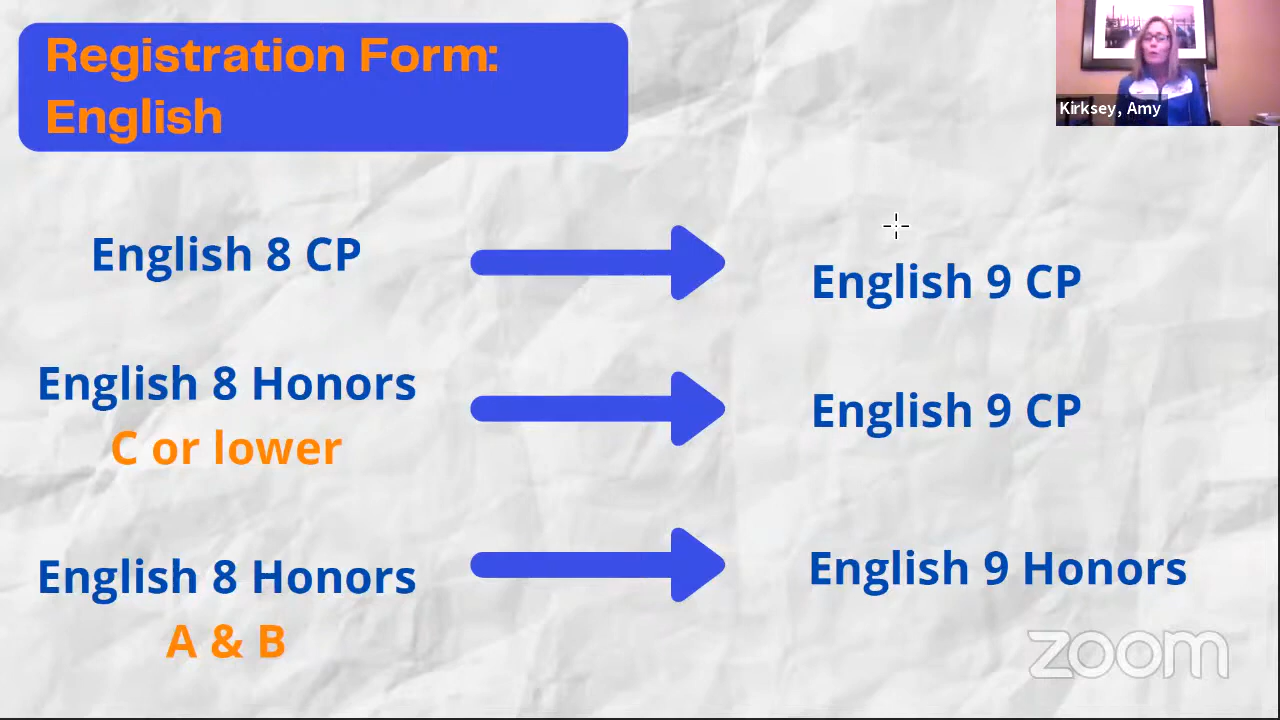 Registration Form:
English
Kirksey, Amy
English 8 CP
English 9 CP
English 8 Honors
C or lower
English 9 CP
English 8 Honors
A & B
English 9 Honors
zoom